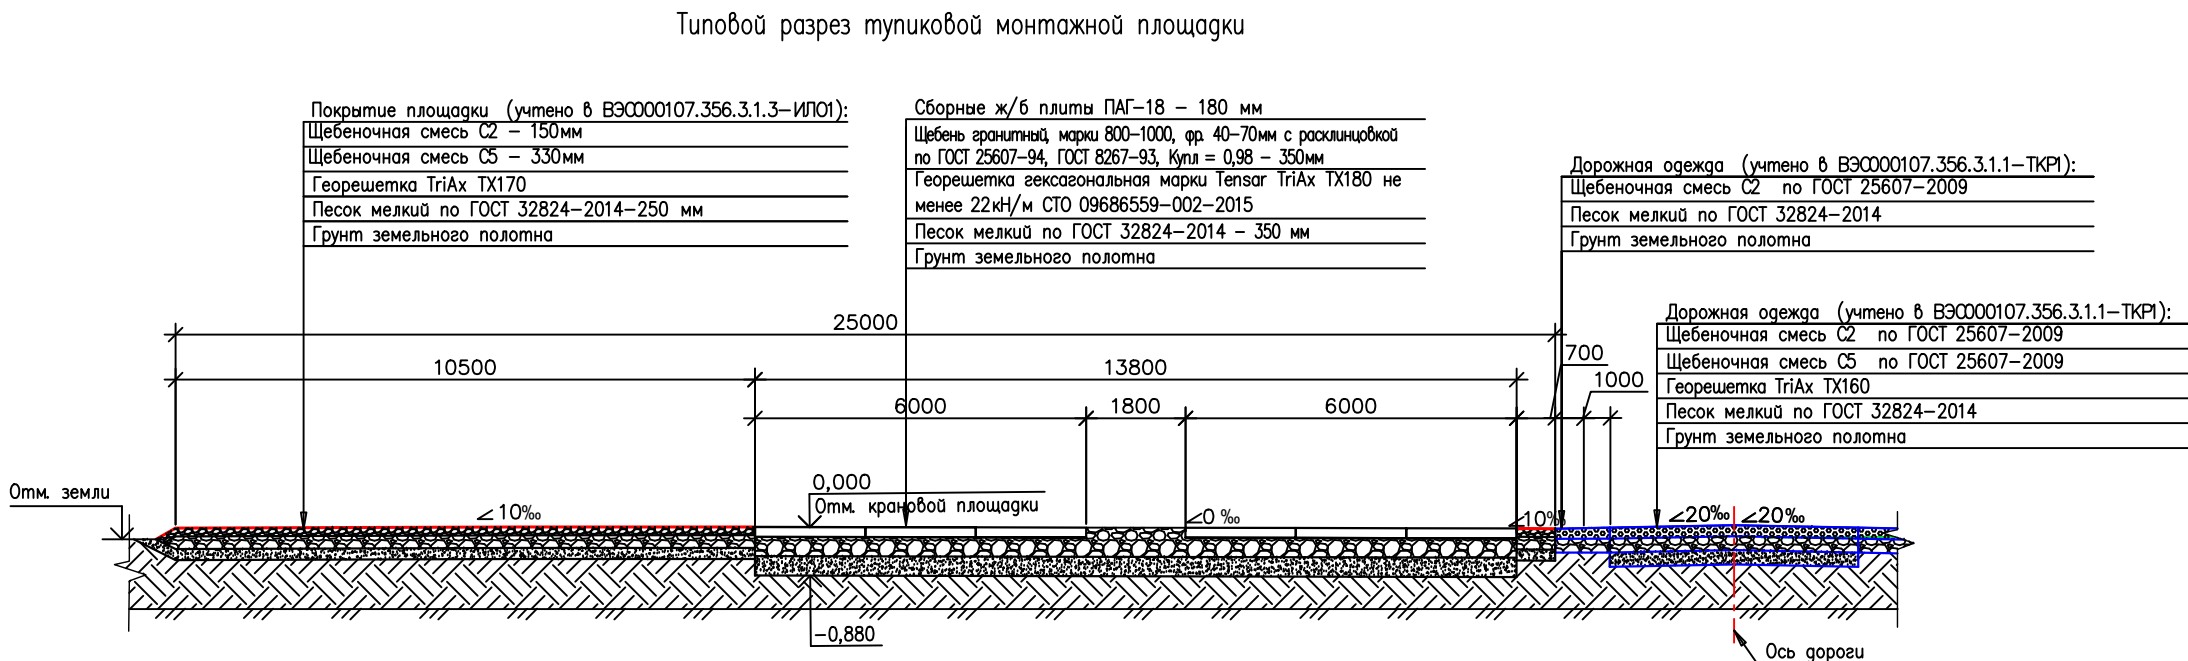 Типовой разрез тупиковой монтажной площадки
Покрытие площадки (учтено в ВЭС000107.356.3.1.3-ИЛО1):
Щебеночная смесь С2 - 150мм
Щебеночная смесь С5 - 330мм
Георешетка TriAx TX170
Песок мелкий по ГОСТ 32824-2014-250 мм
Грунт земельного полотна
Сборные ж/б плиты ПАГ-18 - 180 мм
Щебень гранитный, марки 800-1000, фр. 40-70мм с расклинцовкой
по ГОСТ 25607-94, ГОСТ 8267-93, Купл = 0,98 - 350мм
Георешетка гексагональная марки Tensar TriAx TX180 не
менее 22кН/м СТО 09686559-002-2015
Песок мелкий по ГОСТ 32824-2014 - 350 мм
Грунт земельного полотна
Дорожная одежда (учтено в ВЭС000107.356.3.1.1-ТКР1):
Щебеночная смесь С2 по ГОСТ 25607-2009
Песок мелкий по ГОСТ 32824-2014
Грунт земельного полотна
Дорожная одежда (учтено в ВЭС000107.356.3.1.1-ТКР1):
Щебеночная смесь С2 по ГОСТ 25607-2009
Щебеночная смесь С5 по ГОСТ 25607-2009
Георешетка TriAx TX160
Песок мелкий по ГОСТ 32824-2014
Грунт земельного полотна
25000
10500
13800
700
1000
6000
1800
6000
Отм. земли
0,000
Отм. крановой площадки
∠10‰
∠0 ‰
∠10‰
∠20‰
∠20‰
-0,880
Ось дороги